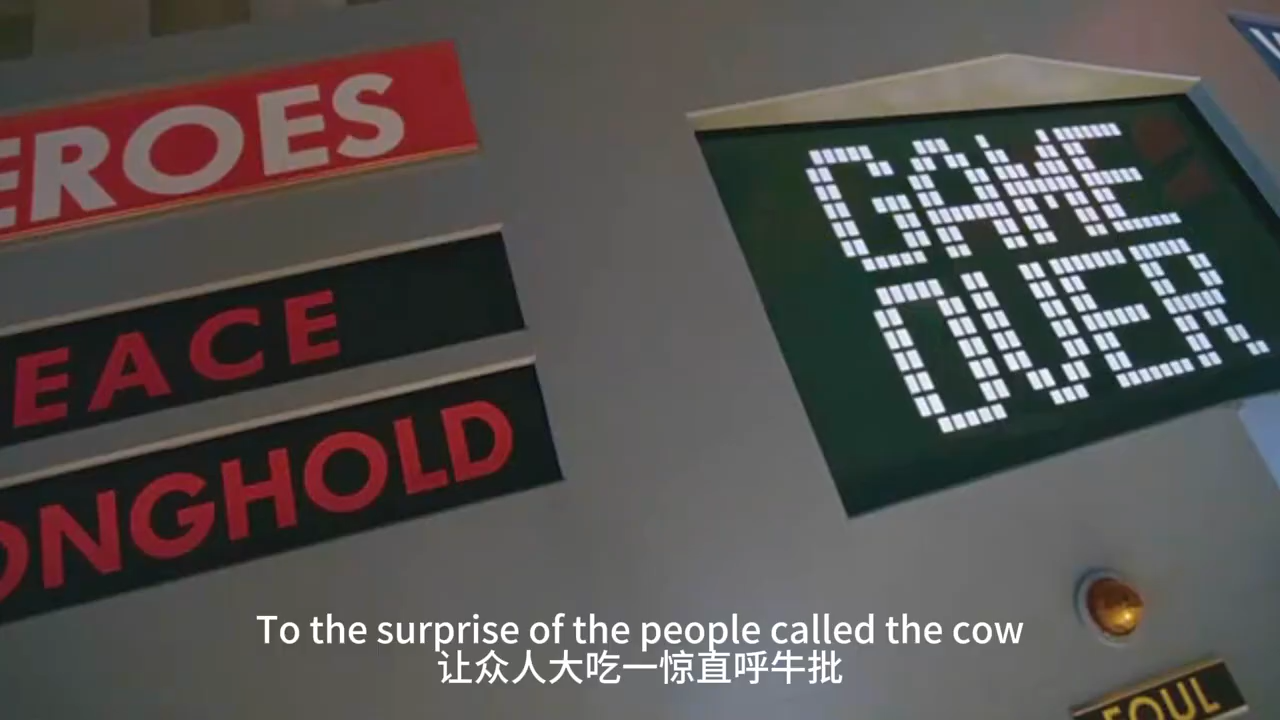 EROES
EACE
ONGHOLD
GAME
OVER
FOUL
To the surprise of the people called the cow
让众人大吃一惊直呼牛批